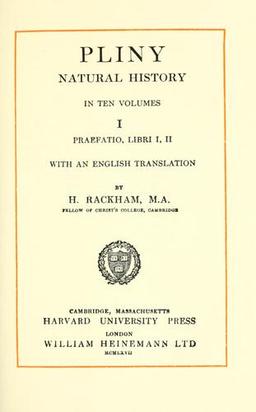 PLINY
NATURAL HISTORY
IN TEN VOLUMES
I
PRAEFATIO, LIBRI I, II
WITH AN ENGLISH TRANSLATION
BY
H. RACKHAM, M.A.
FELLOW OF CHRIST'S COLLEGE, CAMBRIDGE
CAMBRIDGE, MASSACHUSETTS
HARVARD UNIVERSITY PRESS
LONDON
WILLIAM HEINEMANN LTD
MCMLXVII